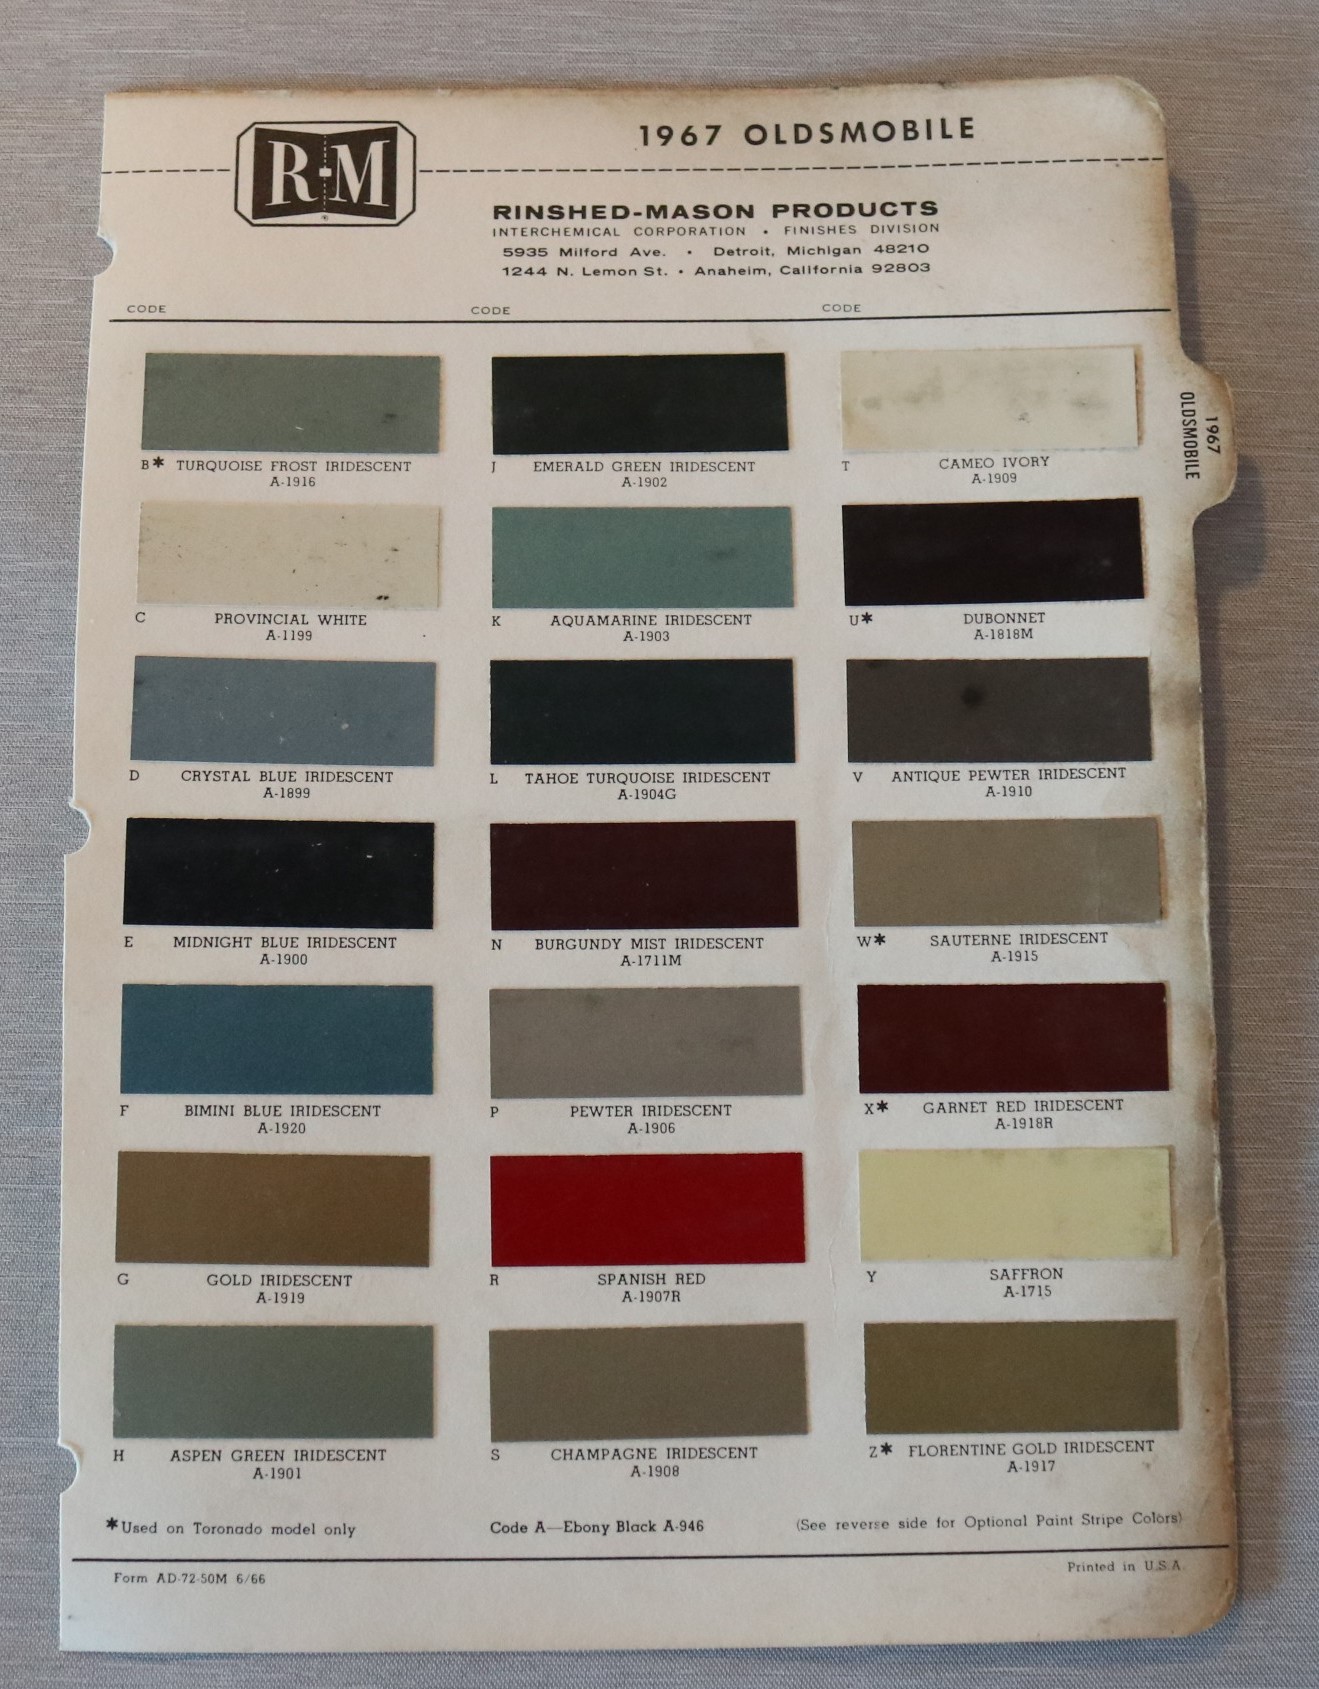 R-M
1967 OLDSMOBILE
RINSHED-MASON PRODUCTS
INTERCHEMICAL CORPORATION • FINISHES DIVISION
5935 Milford Ave. • Detroit, Michigan 48210
1244 N. Lemon St. • Anaheim, California 92803
CODE CODE CODE
1967
OLDSMOBILE
B* TURQUOISE FROST IRIDESCENT
A-1916
J EMERALD GREEN IRIDESCENT
A-1902
T CAMEO IVORY
A-1909
C PROVINCIAL WHITE
A-1199
K AQUAMARINE IRIDESCENT
A-1903
U* DUBONNET
A-1818M
D CRYSTAL BLUE IRIDESCENT
A-1899
L TAHOE TURQUOISE IRIDESCENT
A-1904G
V ANTIQUE PEWTER IRIDESCENT
A-1910
E MIDNIGHT BLUE IRIDESCENT
A-1900
N BURGUNDY MIST IRIDESCENT
A-1711M
W* SAUTERNE IRIDESCENT
A-1915
F BIMINI BLUE IRIDESCENT
A-1920
P PEWTER IRIDESCENT
A-1906
X* GARNET RED IRIDESCENT
A-1918R
G GOLD IRIDESCENT
A-1919
R SPANISH RED
A-1907R
Y SAFFRON
A-1715
H ASPEN GREEN IRIDESCENT
A-1901
S CHAMPAGNE IRIDESCENT
A-1908
Z* FLORENTINE GOLD IRIDESCENT
A-1917
*Used on Toronado model only
Code A—Ebony Black A-946
(See reverse side for Optional Paint Stripe Colors)
Form AD-72-50M 6/66
Printed in U.S.A.